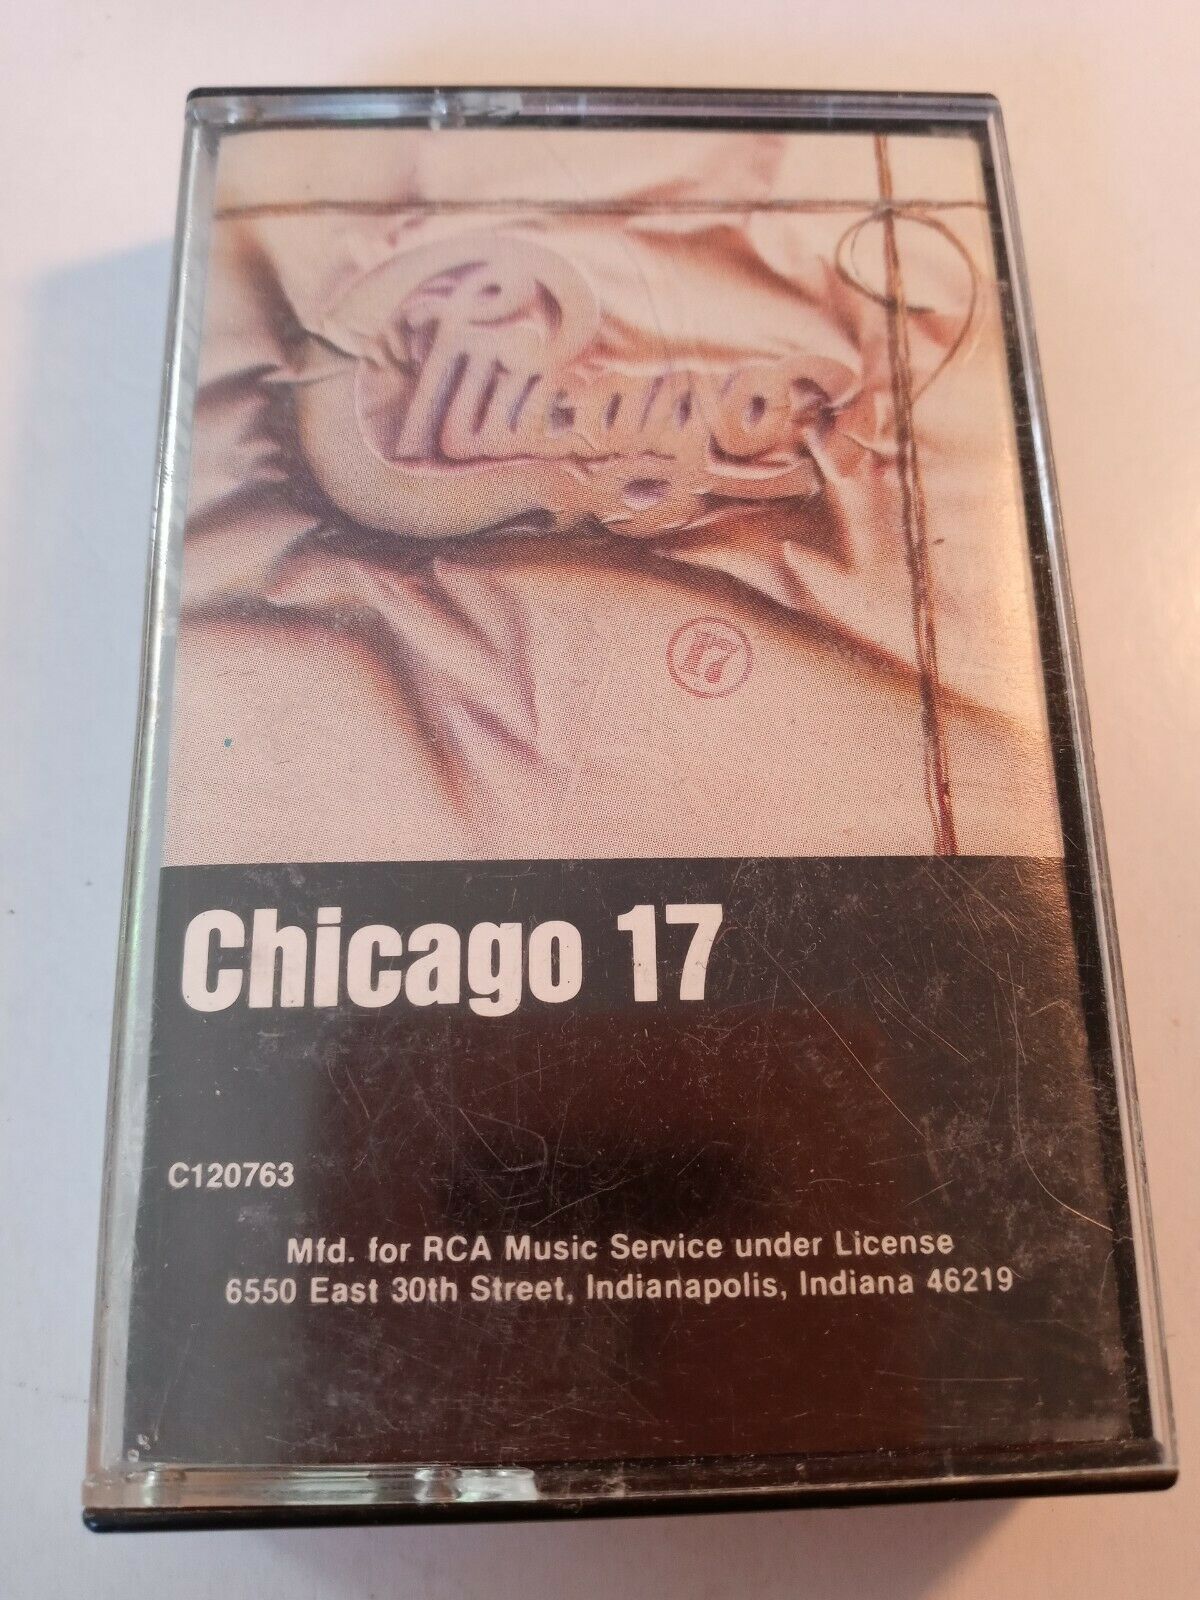 Chicago
17
Chicago 17
C120763
Mfd. for RCA Music Service under License
6550 East 30th Street, Indianapolis, Indiana 46219